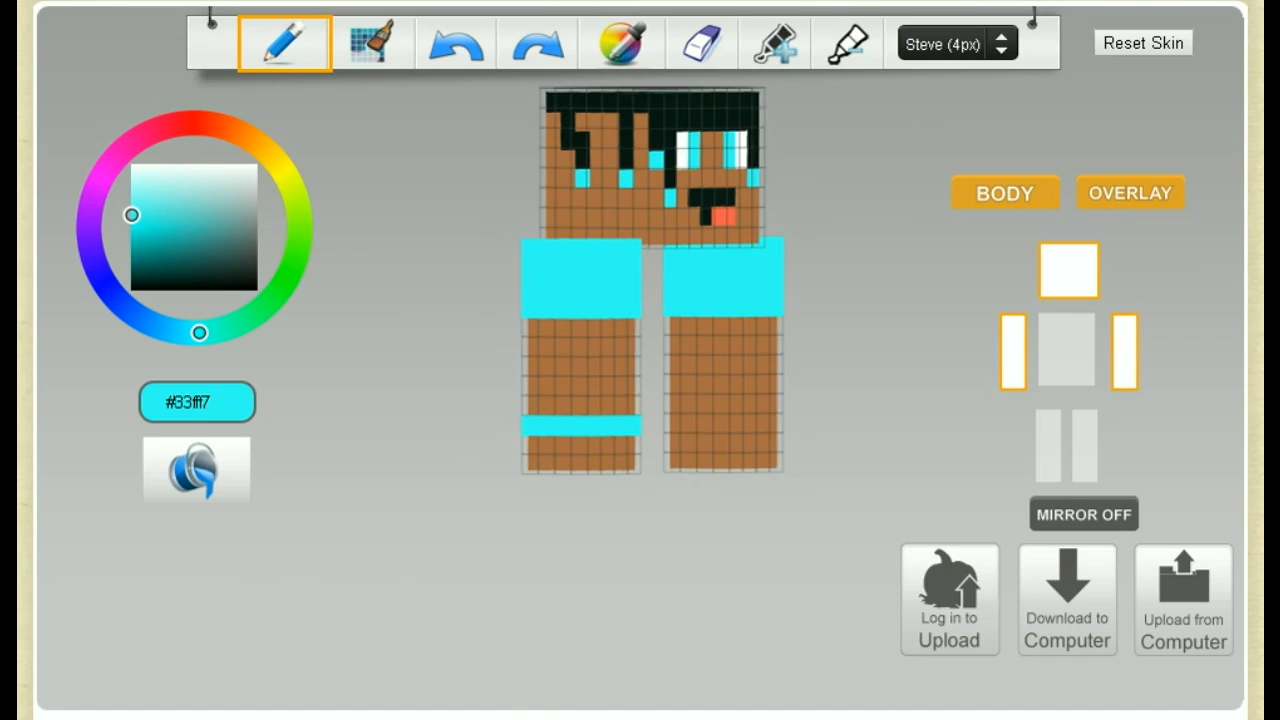 Steve (4px)
Reset Skin
BODY
OVERLAY
#33fff7
MIRROR OFF
Log in to
Upload
Download to
Computer
Upload from
Computer